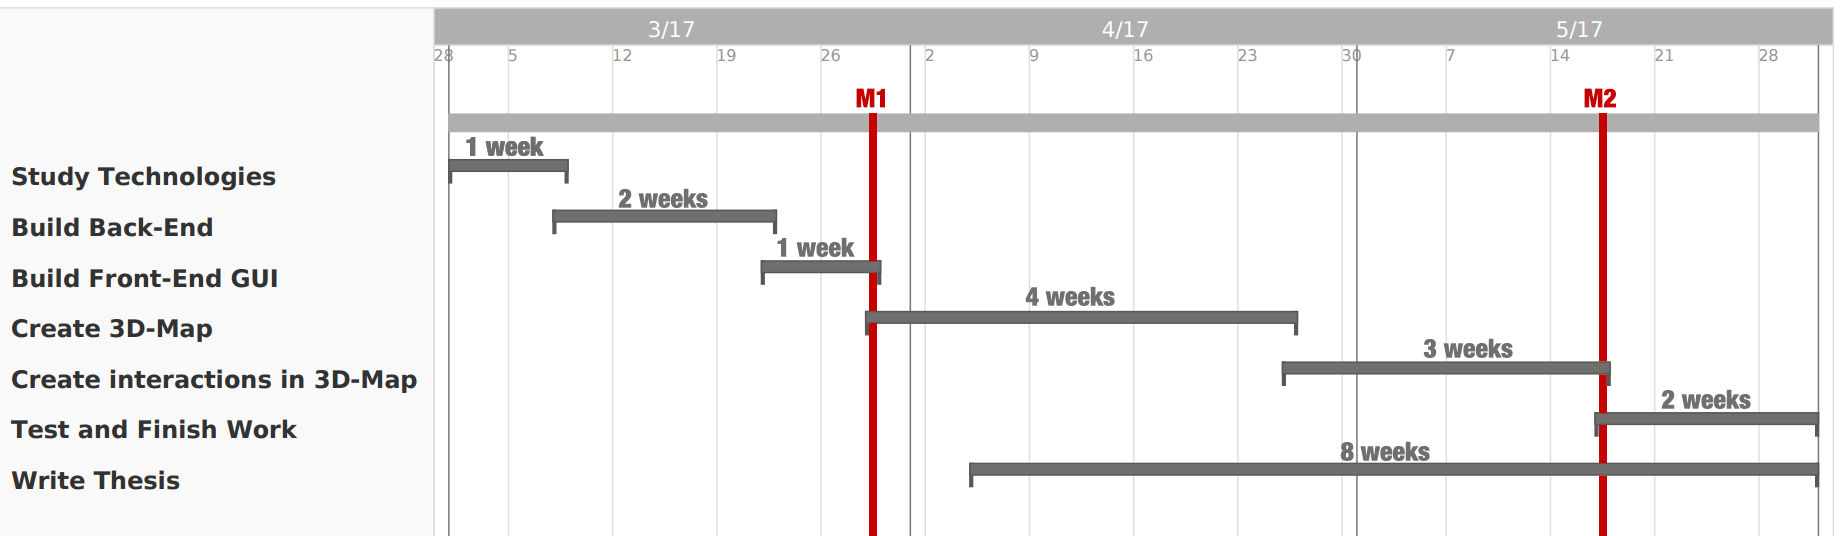 3/17 4/17 5/17
28 5 12 19 26 2 9 16 23 30 7 14 21 28
M1 M2
1 week
Study Technologies
2 weeks
Build Back-End
1 week
Build Front-End GUI
4 weeks
Create 3D-Map
3 weeks
Create interactions in 3D-Map
2 weeks
Test and Finish Work
8 weeks
Write Thesis